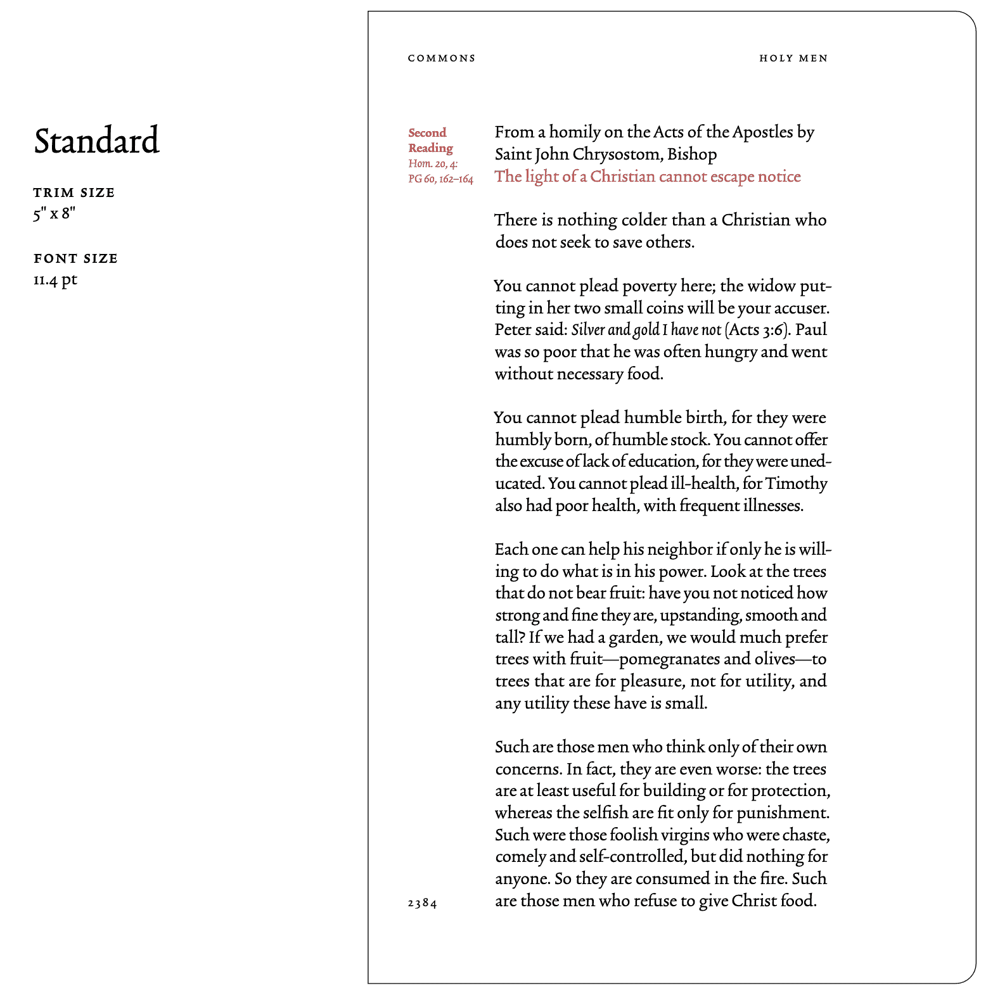 Standard
TRIM SIZE
5" x 8"
FONT SIZE
11.4 pt
COMMONS
HOLY MEN
Second
Reading
Hom. 20, 4:
PG 60, 162–164
From a homily on the Acts of the Apostles by
Saint John Chrysostom, Bishop
The light of a Christian cannot escape notice
There is nothing colder than a Christian who
does not seek to save others.
You cannot plead poverty here; the widow put-
ting in her two small coins will be your accuser.
Peter said: Silver and gold I have not (Acts 3:6). Paul
was so poor that he was often hungry and went
without necessary food.
You cannot plead humble birth, for they were
humbly born, of humble stock. You cannot offer
the excuse of lack of education, for they were uned-
ucated. You cannot plead ill-health, for Timothy
also had poor health, with frequent illnesses.
Each one can help his neighbor if only he is will-
ing to do what is in his power. Look at the trees
that do not bear fruit: have you not noticed how
strong and fine they are, upstanding, smooth and
tall? If we had a garden, we would much prefer
trees with fruit—pomegranates and olives—to
trees that are for pleasure, not for utility, and
any utility these have is small.
Such are those men who think only of their own
concerns. In fact, they are even worse: the trees
are at least useful for building or for protection,
whereas the selfish are fit only for punishment.
Such were those foolish virgins who were chaste,
comely and self-controlled, but did nothing for
anyone. So they are consumed in the fire. Such
are those men who refuse to give Christ food.
2384